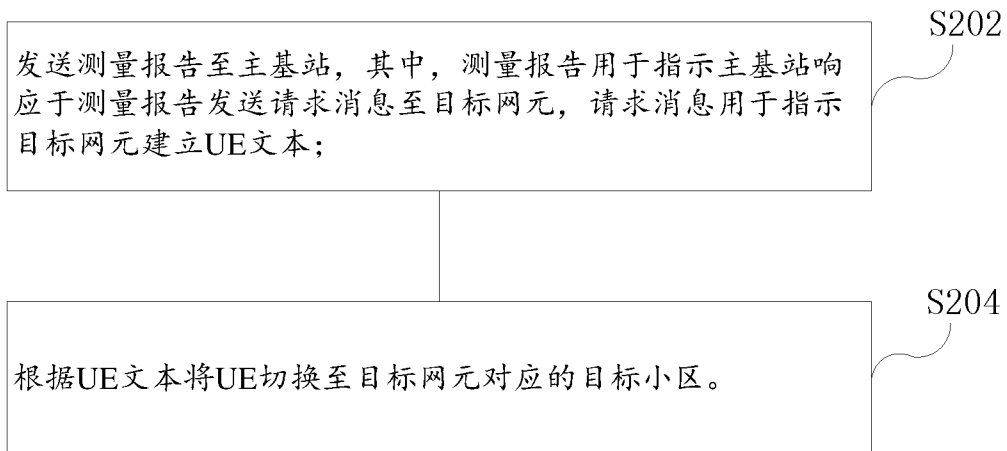 S202
发送测量报告至主基站，其中，测量报告用于指示主基站响
应于测量报告发送请求消息至目标网元，请求消息用于指示
目标网元建立UE文本；
S204
根据UE文本将UE切换至目标网元对应的目标小区。